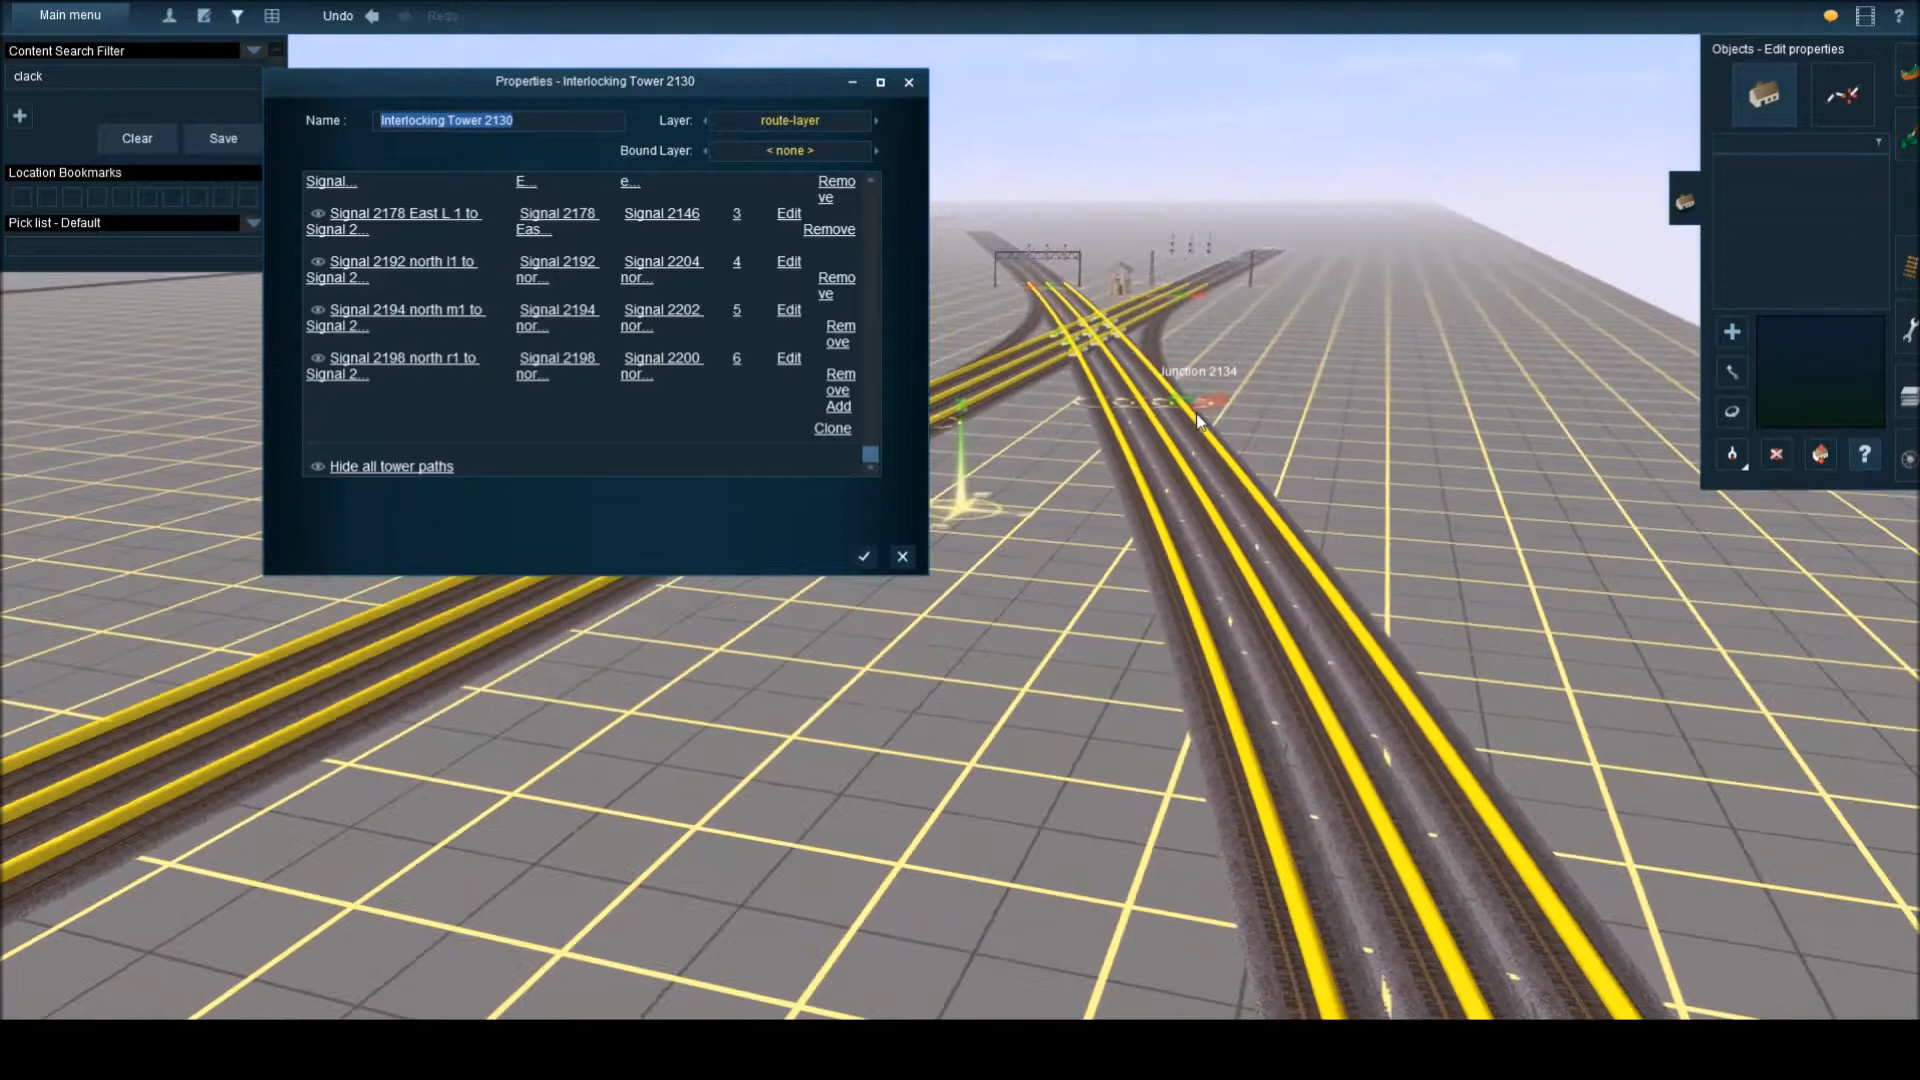 Main menu
Undo
Redo
Content Search Filter
clack
Clear
Save
Location Bookmarks
Pick list - Default
Properties - Interlocking Tower 2130
Name :
Interlocking Tower 2130
Layer:
route-layer
Bound Layer:
< none >
Signal...
E...
e...
Remo
ve
Signal 2178 East L 1 to
Signal 2...
Signal 2178
Eas...
Signal 2146
3
Edit
Remove
Signal 2192 north l1 to
Signal 2...
Signal 2192
nor...
Signal 2204
nor...
4
Edit
Remo
ve
Signal 2194 north m1 to
Signal 2...
Signal 2194
nor...
Signal 2202
nor...
5
Edit
Rem
ove
Signal 2198 north r1 to
Signal 2...
Signal 2198
nor...
Signal 2200
nor...
6
Edit
Rem
ove
Add
Clone
Hide all tower paths
Junction 2134
Objects - Edit properties
?
?